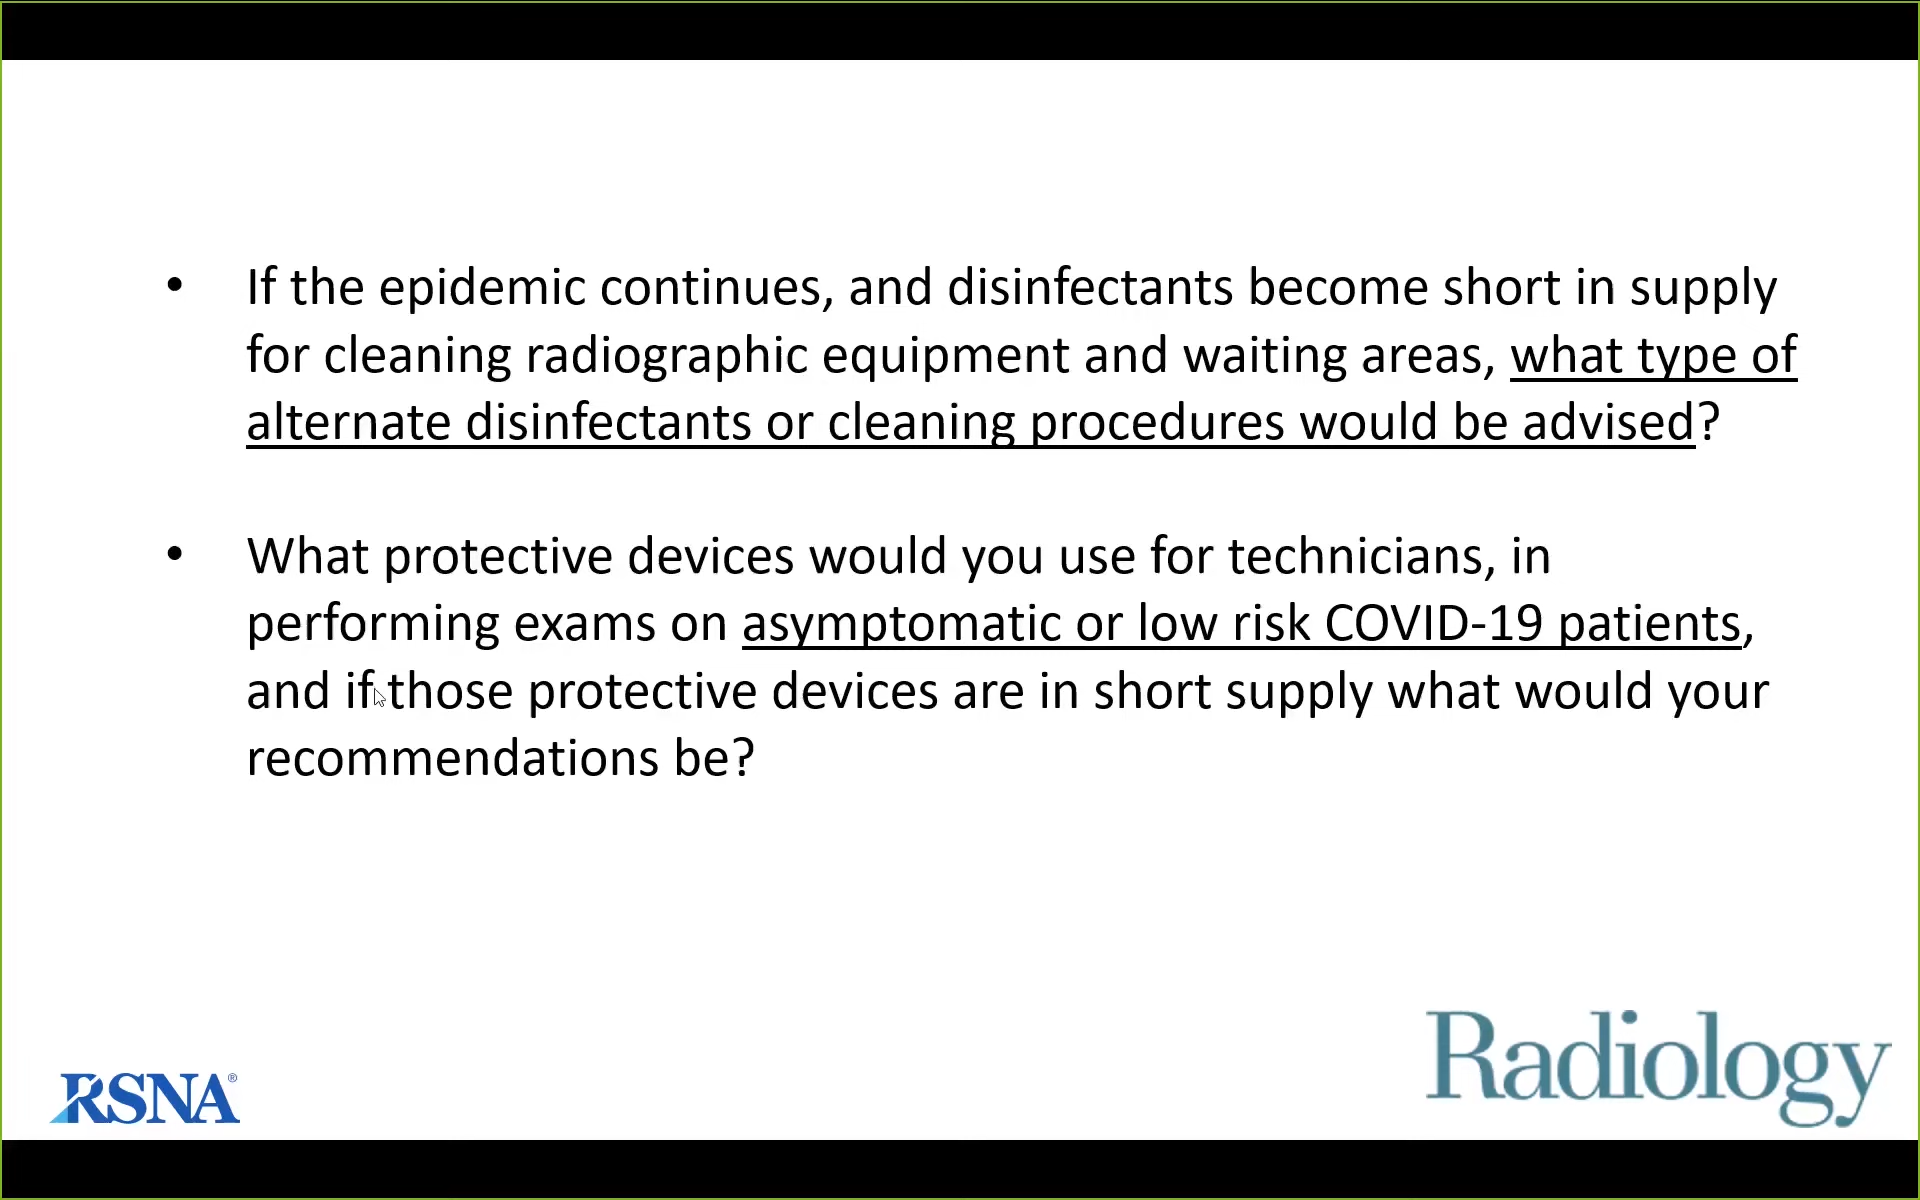 • If the epidemic continues, and disinfectants become short in supply
for cleaning radiographic equipment and waiting areas, what type of
alternate disinfectants or cleaning procedures would be advised?
• What protective devices would you use for technicians, in
performing exams on asymptomatic or low risk COVID-19 patients,
and if those protective devices are in short supply what would your
recommendations be?
RSNA®
Radiology